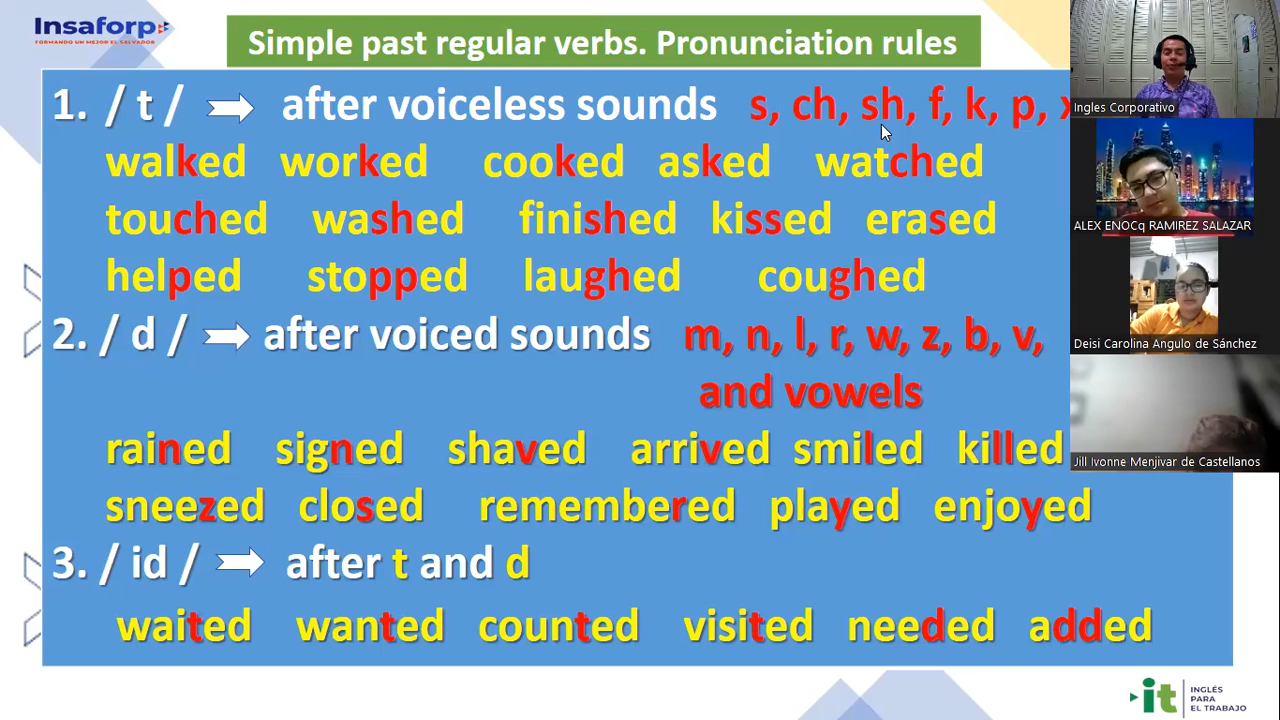 Insaforp
FORMANDO UN MEJOR EL SALVADOR
Simple past regular verbs. Pronunciation rules
1. / t / after voiceless sounds s, ch, sh, f, k, p, x
walked worked cooked asked watched
touched washed finished kissed erased
helped stopped laughed coughed
2. / d / after voiced sounds m, n, l, r, w, z, b, v,
and vowels
rained signed shaved arrived smiled killed
sneezed closed remembered played enjoyed
3. / id / after t and d
waited wanted counted visited needed added
Ingles Corporativo
ALEX ENOCq RAMIREZ SALAZAR
Deisi Carolina Angulo de Sánchez
Jill Ivonne Menjivar de Castellanos
it INGLÉS
PARA
EL TRABAJO